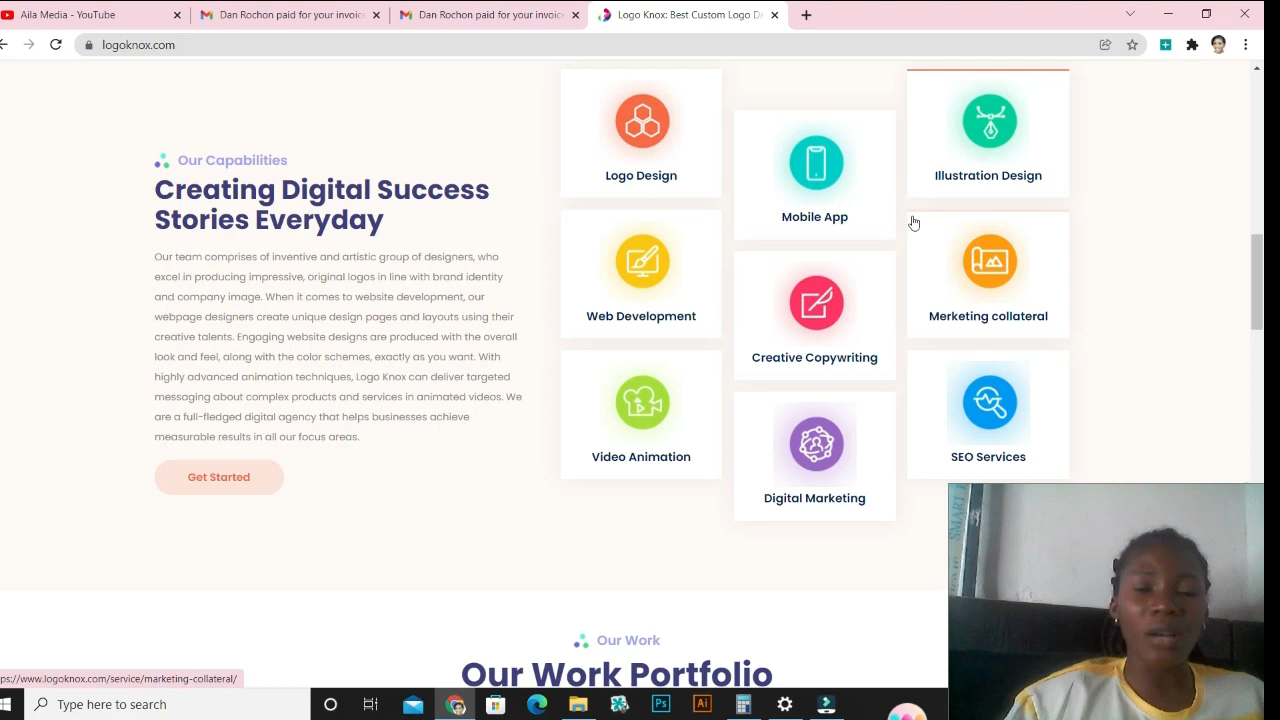 Aila Media - YouTube
Dan Rochon paid for your invoic
Dan Rochon paid for your invoic
Logo Knox: Best Custom Logo D
logoknox.com
Our Capabilities
Creating Digital Success
Stories Everyday
Our team comprises of inventive and artistic group of designers, who
excel in producing impressive, original logos in line with brand identity
and company image. When it comes to website development, our
webpage designers create unique design pages and layouts using their
creative talents. Engaging website designs are produced with the overall
look and feel, along with the color schemes, exactly as you want. With
highly advanced animation techniques, Logo Knox can deliver targeted
messaging about complex products and services in animated videos. We
are a full-fledged digital agency that helps businesses achieve
measurable results in all our focus areas.
Get Started
Logo Design
Mobile App
Illustration Design
Web Development
Creative Copywriting
Merketing collateral
Video Animation
Digital Marketing
SEO Services
SMART
Our Work
Our Work Portfolio
ps://www.logoknox.com/service/marketing-collateral/
Type here to search
Ps
Ai